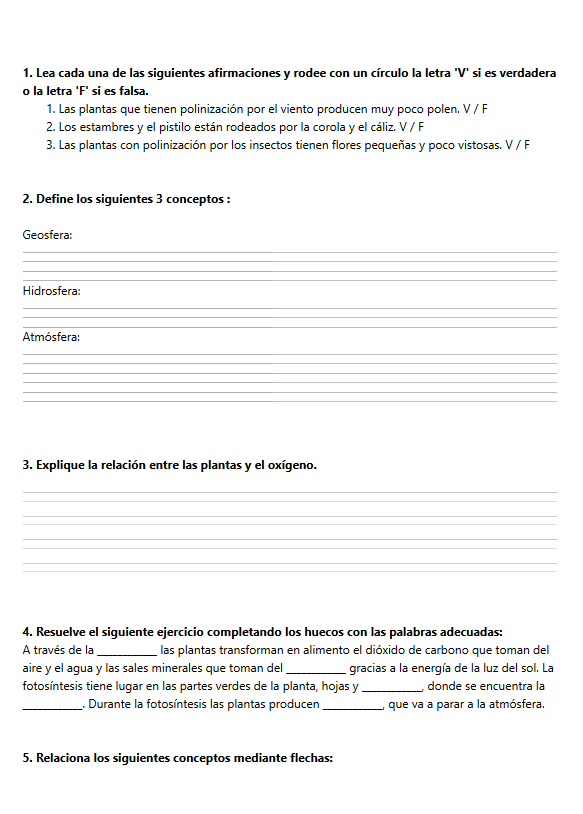 1. Lea cada una de las siguientes afirmaciones y rodee con un círculo la letra 'V' si es verdadera
o la letra 'F' si es falsa.
1. Las plantas que tienen polinización por el viento producen muy poco polen. V / F
2. Los estambres y el pistilo están rodeados por la corola y el cáliz. V / F
3. Las plantas con polinización por los insectos tienen flores pequeñas y poco vistosas. V / F
2. Define los siguientes 3 conceptos :
Geosfera:
Hidrosfera:
Atmósfera:
3. Explique la relación entre las plantas y el oxígeno.
4. Resuelve el siguiente ejercicio completando los huecos con las palabras adecuadas:
A través de la __________ las plantas transforman en alimento el dióxido de carbono que toman del
aire y el agua y las sales minerales que toman del __________ gracias a la energía de la luz del sol. La
fotosíntesis tiene lugar en las partes verdes de la planta, hojas y __________, donde se encuentra la
__________. Durante la fotosíntesis las plantas producen __________, que va a parar a la atmósfera.
5. Relaciona los siguientes conceptos mediante flechas: